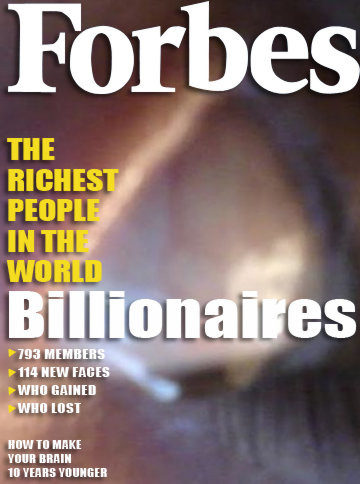 Forbes
THE
RICHEST
PEOPLE
IN THE
WORLD
Billionaires
793 MEMBERS
114 NEW FACES
WHO GAINED
WHO LOST
HOW TO MAKE
YOUR BRAIN
10 YEARS YOUNGER